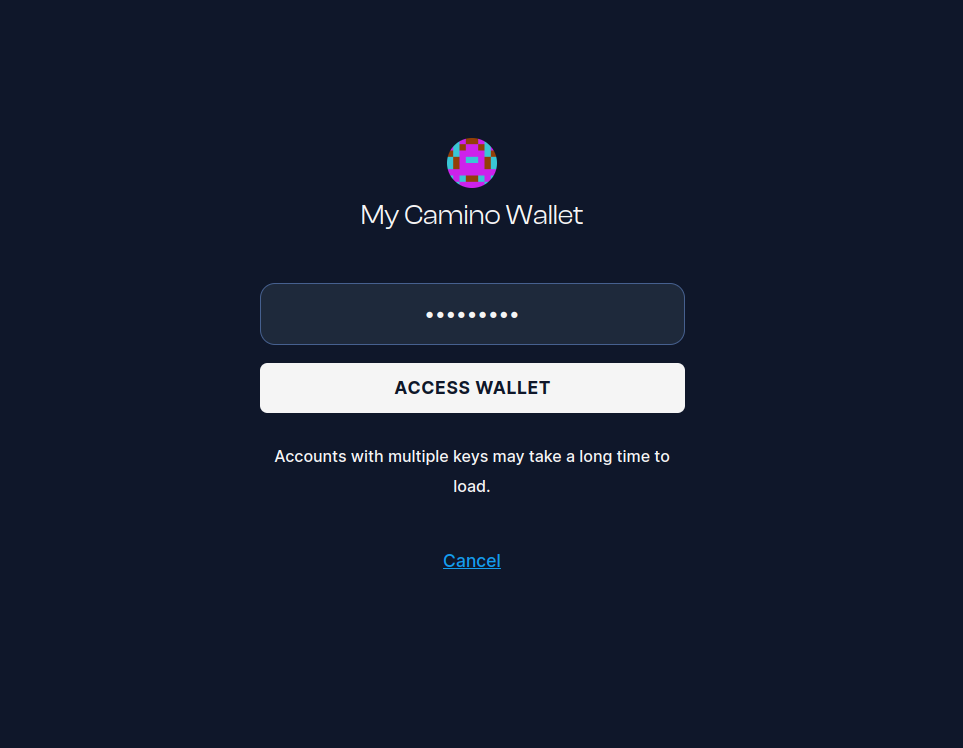 My Camino Wallet
•••••••••
ACCESS WALLET
Accounts with multiple keys may take a long time to
load.
Cancel